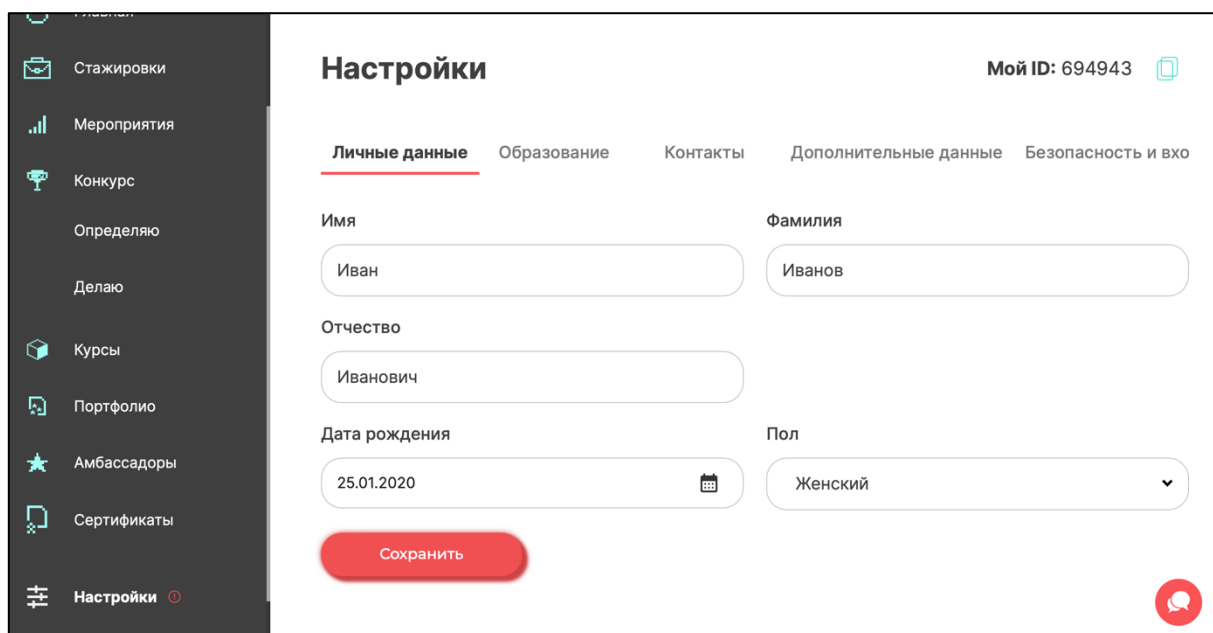 Стажировки
Мероприятия
Конкурс
Определяю
Делаю
Курсы
Портфолио
Амбассадоры
Сертификаты
Настройки
Настройки
Мой ID: 694943
Личные данные Образование Контакты Дополнительные данные Безопасность и вхо
Имя Фамилия
Иван Иванов
Отчество
Иванович
Дата рождения Пол
25.01.2020 Женский
Сохранить